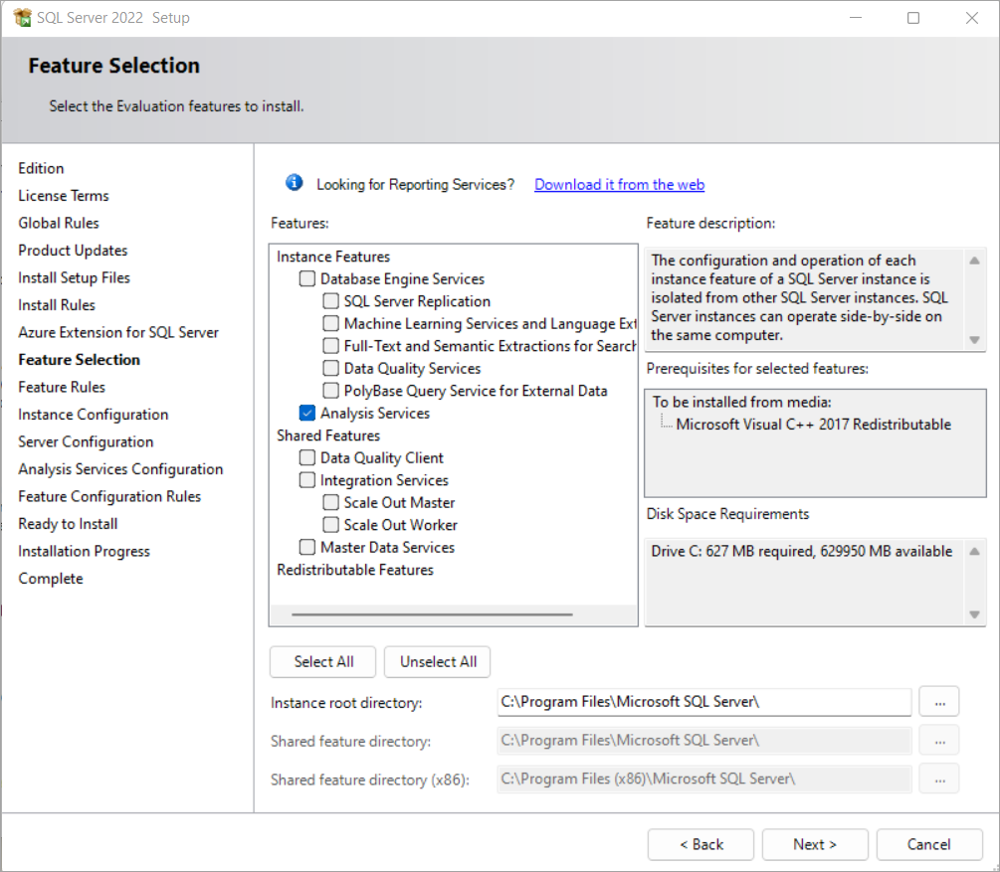 SQL Server 2022 Setup
Feature Selection
Select the Evaluation features to install.
Edition
License Terms
Global Rules
Product Updates
Install Setup Files
Install Rules
Azure Extension for SQL Server
Feature Selection
Feature Rules
Instance Configuration
Server Configuration
Analysis Services Configuration
Feature Configuration Rules
Ready to Install
Installation Progress
Complete
Looking for Reporting Services? Download it from the web
Features:
Instance Features
Database Engine Services
SQL Server Replication
Machine Learning Services and Language Ext
Full-Text and Semantic Extractions for Search
Data Quality Services
PolyBase Query Service for External Data
Analysis Services
Shared Features
Data Quality Client
Integration Services
Scale Out Master
Scale Out Worker
Master Data Services
Redistributable Features
Feature description:
The configuration and operation of each
instance feature of a SQL Server instance is
isolated from other SQL Server instances. SQL
Server instances can operate side-by-side on
the same computer.
Prerequisites for selected features:
To be installed from media:
Microsoft Visual C++ 2017 Redistributable
Disk Space Requirements
Drive C: 627 MB required, 629950 MB available
Select All
Unselect All
Instance root directory: C:\Program Files\Microsoft SQL Server\ ...
Shared feature directory: C:\Program Files\Microsoft SQL Server\ ...
Shared feature directory (x86): C:\Program Files (x86)\Microsoft SQL Server\ ...
< Back
Next >
Cancel